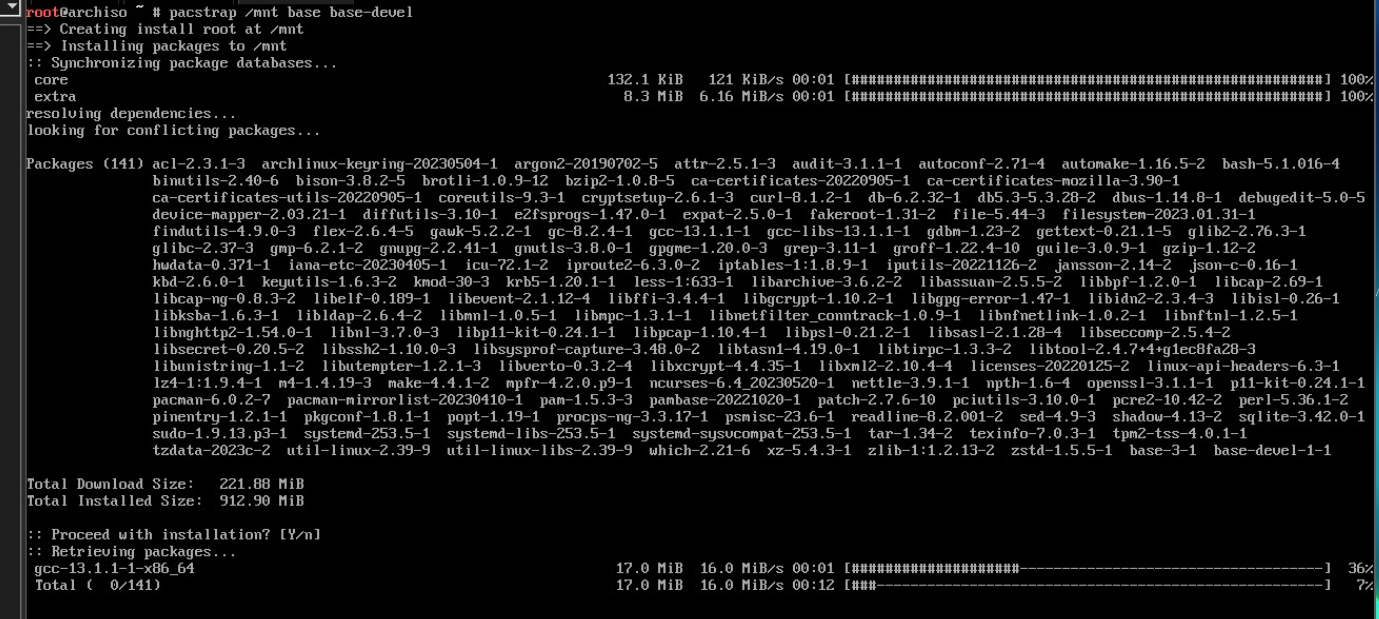 root@archiso ~ # pacstrap /mnt base base-devel
==> Creating install root at /mnt
==> Installing packages to /mnt
:: Synchronizing package databases...
 core 132.1 KiB 121 KiB/s 00:01 [#########################################################] 100%
 extra 8.3 MiB 6.16 MiB/s 00:01 [#########################################################] 100%
resolving dependencies...
looking for conflicting packages...
Packages (141) acl-2.3.1-3 archlinux-keyring-20230504-1 argon2-20190702-5 attr-2.5.1-3 audit-3.1.1-1 autoconf-2.71-4 automake-1.16.5-2 bash-5.1.016-4
binutils-2.40-6 bison-3.8.2-5 brotli-1.0.9-12 bzip2-1.0.8-5 ca-certificates-20220905-1 ca-certificates-mozilla-3.90-1
ca-certificates-utils-20220905-1 coreutils-9.3-1 cryptsetup-2.6.1-3 curl-8.1.2-1 db-6.2.32-1 db5.3-5.3.28-2 dbus-1.14.8-1 debugedit-5.0-5
device-mapper-2.03.21-1 diffutils-3.10-1 e2fsprogs-1.47.0-1 expat-2.5.0-1 fakeroot-1.31-2 file-5.44-3 filesystem-2023.01.31-1
findutils-4.9.0-3 flex-2.6.4-5 gawk-5.2.2-1 gc-8.2.4-1 gcc-13.1.1-1 gcc-libs-13.1.1-1 gdbm-1.23-2 gettext-0.21.1-5 glib2-2.76.3-1
glibc-2.37-3 gmp-6.2.1-2 gnupg-2.2.41-1 gnutls-3.8.0-1 gpgme-1.20.0-3 grep-3.11-1 groff-1.22.4-10 guile-3.0.9-1 gzip-1.12-2
hwdata-0.371-1 iana-etc-20230405-1 icu-72.1-2 iproute2-6.3.0-2 iptables-1:1.8.9-1 iputils-20221126-2 jansson-2.14-2 json-c-0.16-1
kbd-2.6.0-1 keyutils-1.6.3-2 kmod-30-3 krb5-1.20.1-1 less-1:633-1 libarchive-3.6.2-2 libassuan-2.5.5-2 libbpf-1.2.0-1 libcap-2.69-1
libcap-ng-0.8.3-2 libelf-0.189-1 libevent-2.1.12-4 libffi-3.4.4-1 libgcrypt-1.10.2-1 libgpg-error-1.47-1 libidn2-2.3.4-3 libisl-0.26-1
libksba-1.6.3-1 libldap-2.6.4-2 libmnl-1.0.5-1 libmpc-1.3.1-1 libnetfilter_conntrack-1.0.9-1 libnfnetlink-1.0.2-1 libnftnl-1.2.5-1
libnghttp2-1.54.0-1 libnl-3.7.0-3 libp11-kit-0.24.1-1 libpcap-1.10.4-1 libpsl-0.21.2-1 libsasl-2.1.28-4 libseccomp-2.5.4-2
libsecret-0.20.5-2 libssh2-1.10.0-3 libsysprof-capture-3.48.0-2 libtasn1-4.19.0-1 libtirpc-1.3.3-2 libtool-2.4.7+4+g1ec8fa28-3
libunistring-1.1-2 libutempter-1.2.1-3 libverto-0.3.2-4 libxcrypt-4.4.35-1 libxml2-2.10.4-4 licenses-20220125-2 linux-api-headers-6.3-1
lz4-1:1.9.4-1 m4-1.4.19-3 make-4.4.1-2 mpfr-4.2.0.p9-1 ncurses-6.4_20230520-1 nettle-3.9.1-1 npth-1.6-4 openssl-3.1.1-1 p11-kit-0.24.1-1
pacman-6.0.2-7 pacman-mirrorlist-20230410-1 pam-1.5.3-3 pambase-20221020-1 patch-2.7.6-10 pciutils-3.10.0-1 pcre2-10.42-2 perl-5.36.1-2
pinentry-1.2.1-1 pkgconf-1.8.1-1 popt-1.19-1 procps-ng-3.3.17-1 psmisc-23.6-1 readline-8.2.001-2 sed-4.9-3 shadow-4.13-2 sqlite-3.42.0-1
sudo-1.9.13.p3-1 systemd-253.5-1 systemd-libs-253.5-1 systemd-sysvcompat-253.5-1 tar-1.34-2 texinfo-7.0.3-1 tpm2-tss-4.0.1-1
tzdata-2023c-2 util-linux-2.39-9 util-linux-libs-2.39-9 which-2.21-6 xz-5.4.3-1 zlib-1:1.2.13-2 zstd-1.5.5-1 base-3-1 base-devel-1-1
Total Download Size: 221.88 MiB
Total Installed Size: 912.90 MiB
:: Proceed with installation? [Y/n]
:: Retrieving packages...
 gcc-13.1.1-1-x86_64 17.0 MiB 16.0 MiB/s 00:01 [####################-------------------------------------] 36%
 Total ( 0/141) 17.0 MiB 16.0 MiB/s 00:12 [###------------------------------------------------------] 7%